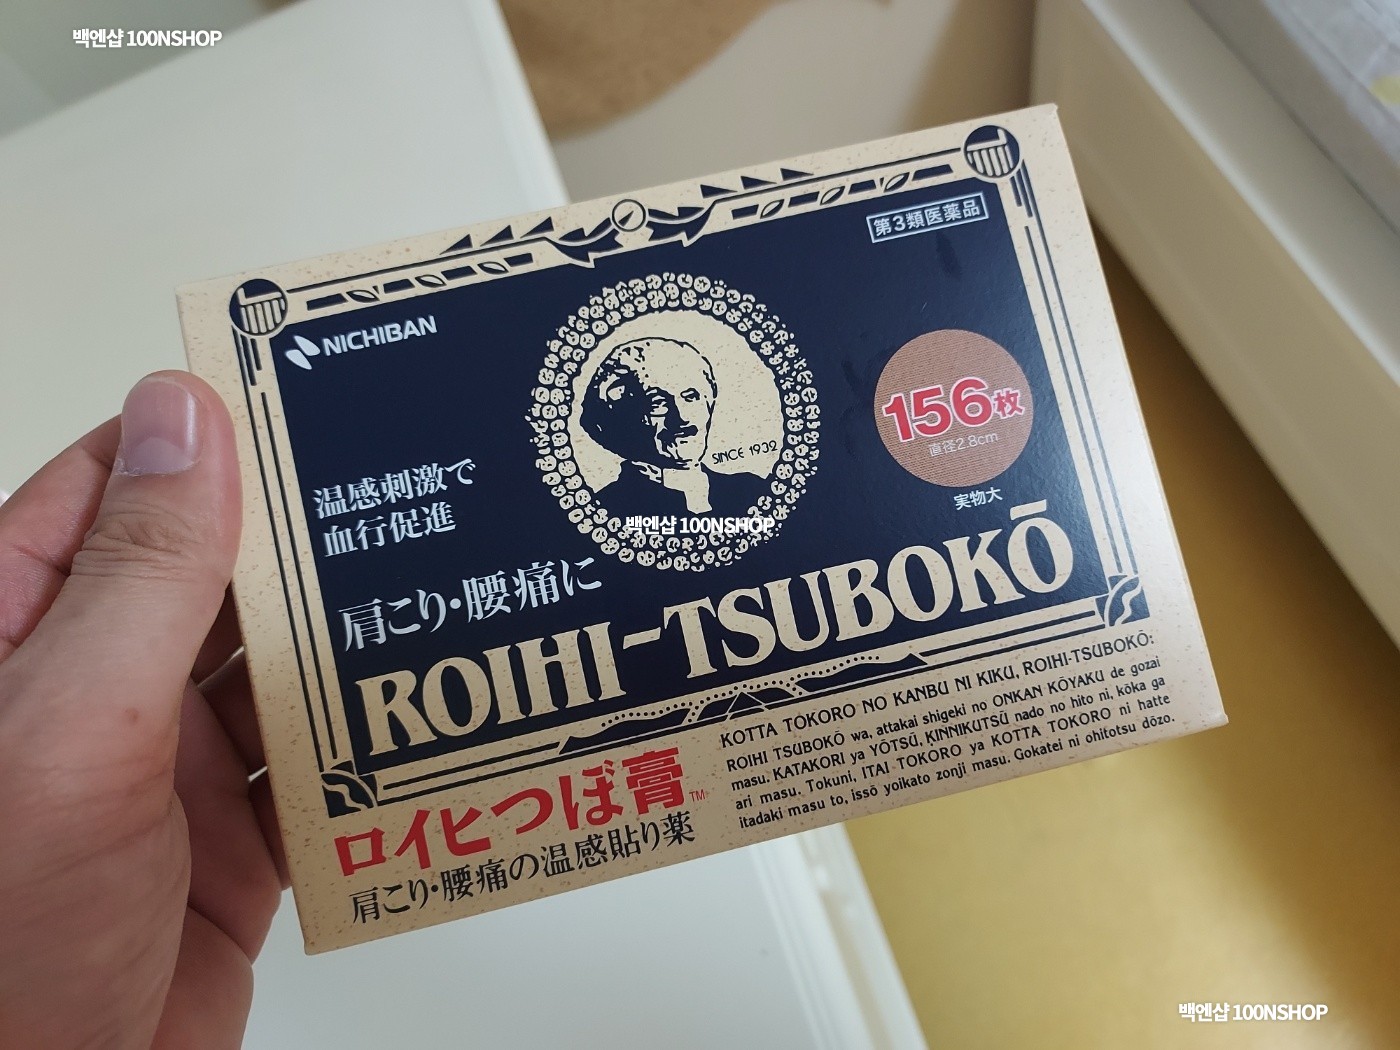 백엔샵 100NSHOP
第3類医薬品
NICHIBAN
SINCE 1939
156枚
直径2.8cm
実物大
温感刺激で
血行促進
백엔샵 100NSHOP
肩こり・腰痛に
ROIHI-TSUBOKŌ
ロイヒつぼ膏™
肩こり・腰痛の温感貼り薬
KOTTA TOKORO NO KANBU NI KIKU, ROIHI-TSUBOKŌ:
ROIHI TSUBOKŌ wa, attakai shigeki no ONKAN KŌYAKU de gozai
masu. KATAKORI ya YŌTSŪ, KINNIKUTSŪ nado no hito ni, kōka ga
ari masu. Tokuni, ITAI TOKORO ya KOTTA TOKORO ni hatte
itadaki masu to, issō yoikato zonji masu. Gokatei ni ohitotsu dōzo.
백엔샵 100NSHOP